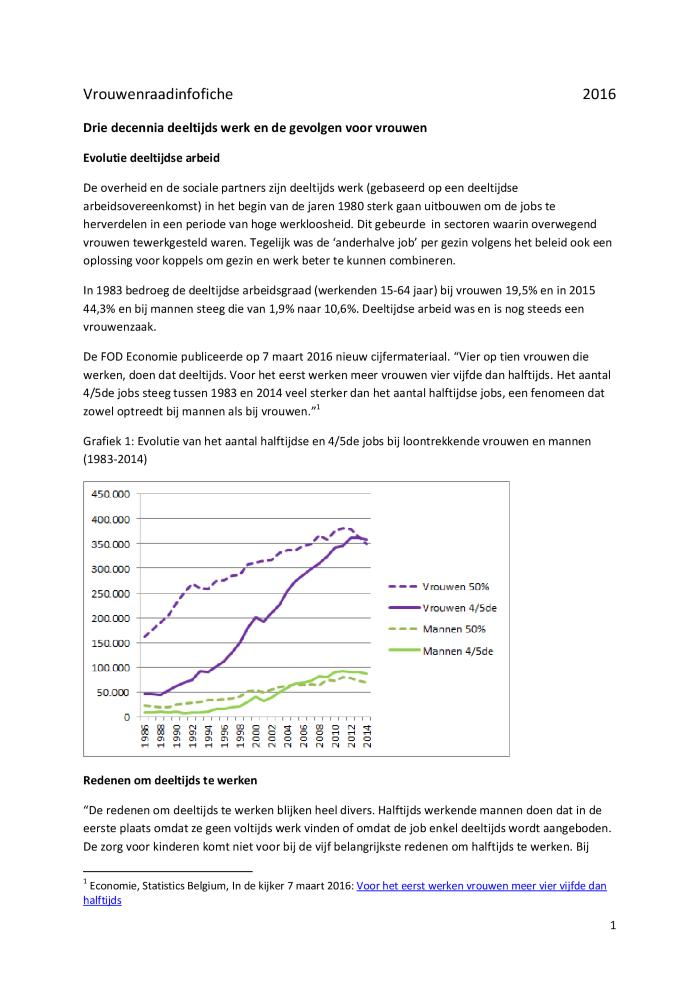 Vrouwenraadinfofiche 2016
Drie decennia deeltijds werk en de gevolgen voor vrouwen
Evolutie deeltijdse arbeid
De overheid en de sociale partners zijn deeltijds werk (gebaseerd op een deeltijdse
arbeidsovereenkomst) in het begin van de jaren 1980 sterk gaan uitbouwen om de jobs te
herverdelen in een periode van hoge werkloosheid. Dit gebeurde in sectoren waarin overwegend
vrouwen tewerkgesteld waren. Tegelijk was de ‘anderhalve job’ per gezin volgens het beleid ook een
oplossing voor koppels om gezin en werk beter te kunnen combineren.
In 1983 bedroeg de deeltijdse arbeidsgraad (werkenden 15-64 jaar) bij vrouwen 19,5% en in 2015
44,3% en bij mannen steeg die van 1,9% naar 10,6%. Deeltijdse arbeid was en is nog steeds een
vrouwenzaak.
De FOD Economie publiceerde op 7 maart 2016 nieuw cijfermateriaal. “Vier op tien vrouwen die
werken, doen dat deeltijds. Voor het eerst werken meer vrouwen vier vijfde dan halftijds. Het aantal
4/5de jobs steeg tussen 1983 en 2014 veel sterker dan het aantal halftijdse jobs, een fenomeen dat
zowel optreedt bij mannen als bij vrouwen.”1
Grafiek 1: Evolutie van het aantal halftijdse en 4/5de jobs bij loontrekkende vrouwen en mannen
(1983-2014)
450.000
400.000
350.000
300.000
250.000
200.000
150.000
100.000
50.000
0
1986 1988 1990 1992 1994 1996 1998 2000 2002 2004 2006 2008 2010 2012 2014
Vrouwen 50%
Vrouwen 4/5de
Mannen 50%
Mannen 4/5de
Redenen om deeltijds te werken
“De redenen om deeltijds te werken blijken heel divers. Halftijds werkende mannen doen dat in de
eerste plaats omdat ze geen voltijds werk vinden of omdat de job enkel deeltijds wordt aangeboden.
De zorg voor kinderen komt niet voor bij de vijf belangrijkste redenen om halftijds te werken. Bij
1 Economie, Statistics Belgium, In de kijker 7 maart 2016: Voor het eerst werken vrouwen meer vier vijfde dan
halftijds
1